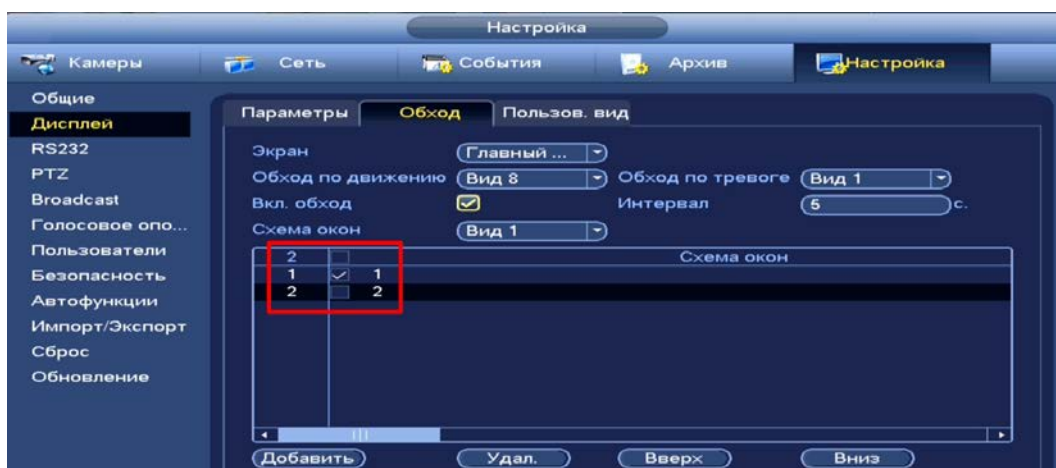 Настройка
Камеры Сеть События Архив Настройка
Общие
Дисплей
RS232
PTZ
Broadcast
Голосовое опо...
Пользователи
Безопасность
Автофункции
Импорт/Экспорт
Сброс
Обновление
Параметры Обход Пользов. вид
Экран Главный ...
Обход по движению Вид 8 Обход по тревоге Вид 1
Вкл. обход Интервал 5 с.
Схема окон Вид 1
2 Схема окон
1 1
2 2
Добавить Удал. Вверх Вниз